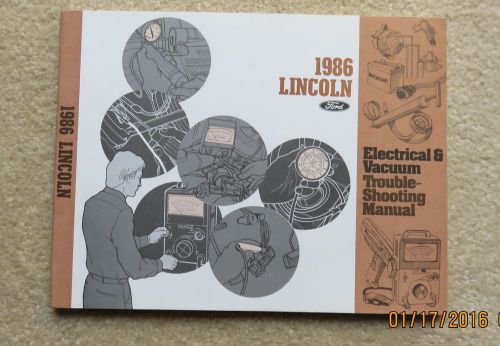 1986 LINCOLN
1986
LINCOLN
Ford
Electrical &
Vacuum
Trouble-
Shooting
Manual
01/17/2016